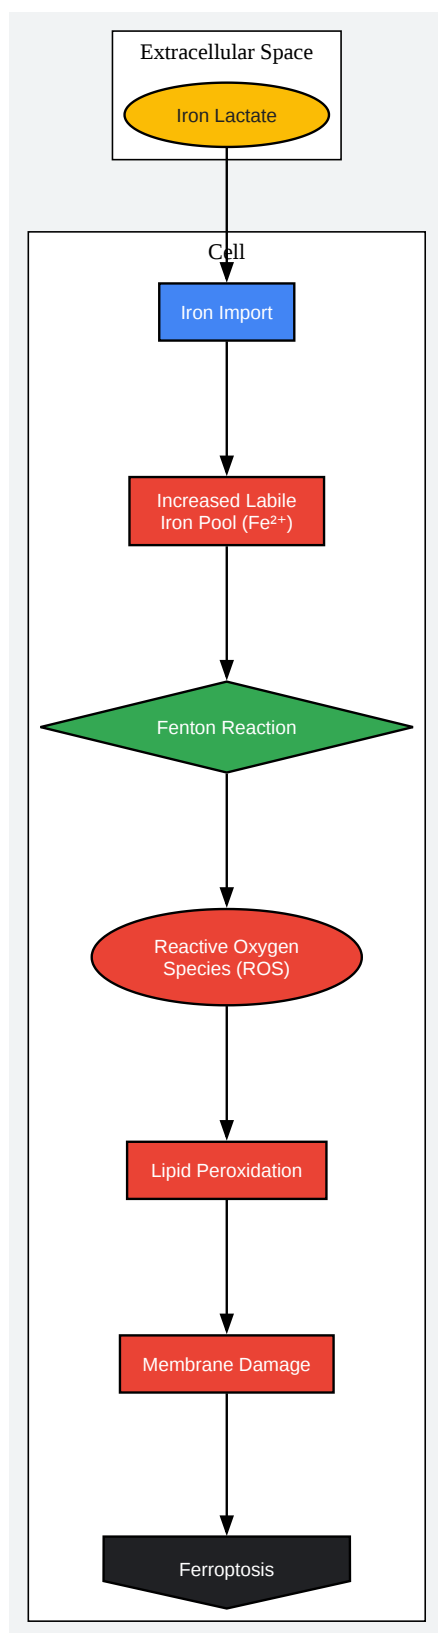 Extracellular Space
Iron Lactate
Cell
Iron Import
Increased Labile
Iron Pool (Fe²⁺)
Fenton Reaction
Reactive Oxygen
Species (ROS)
Lipid Peroxidation
Membrane Damage
Ferroptosis